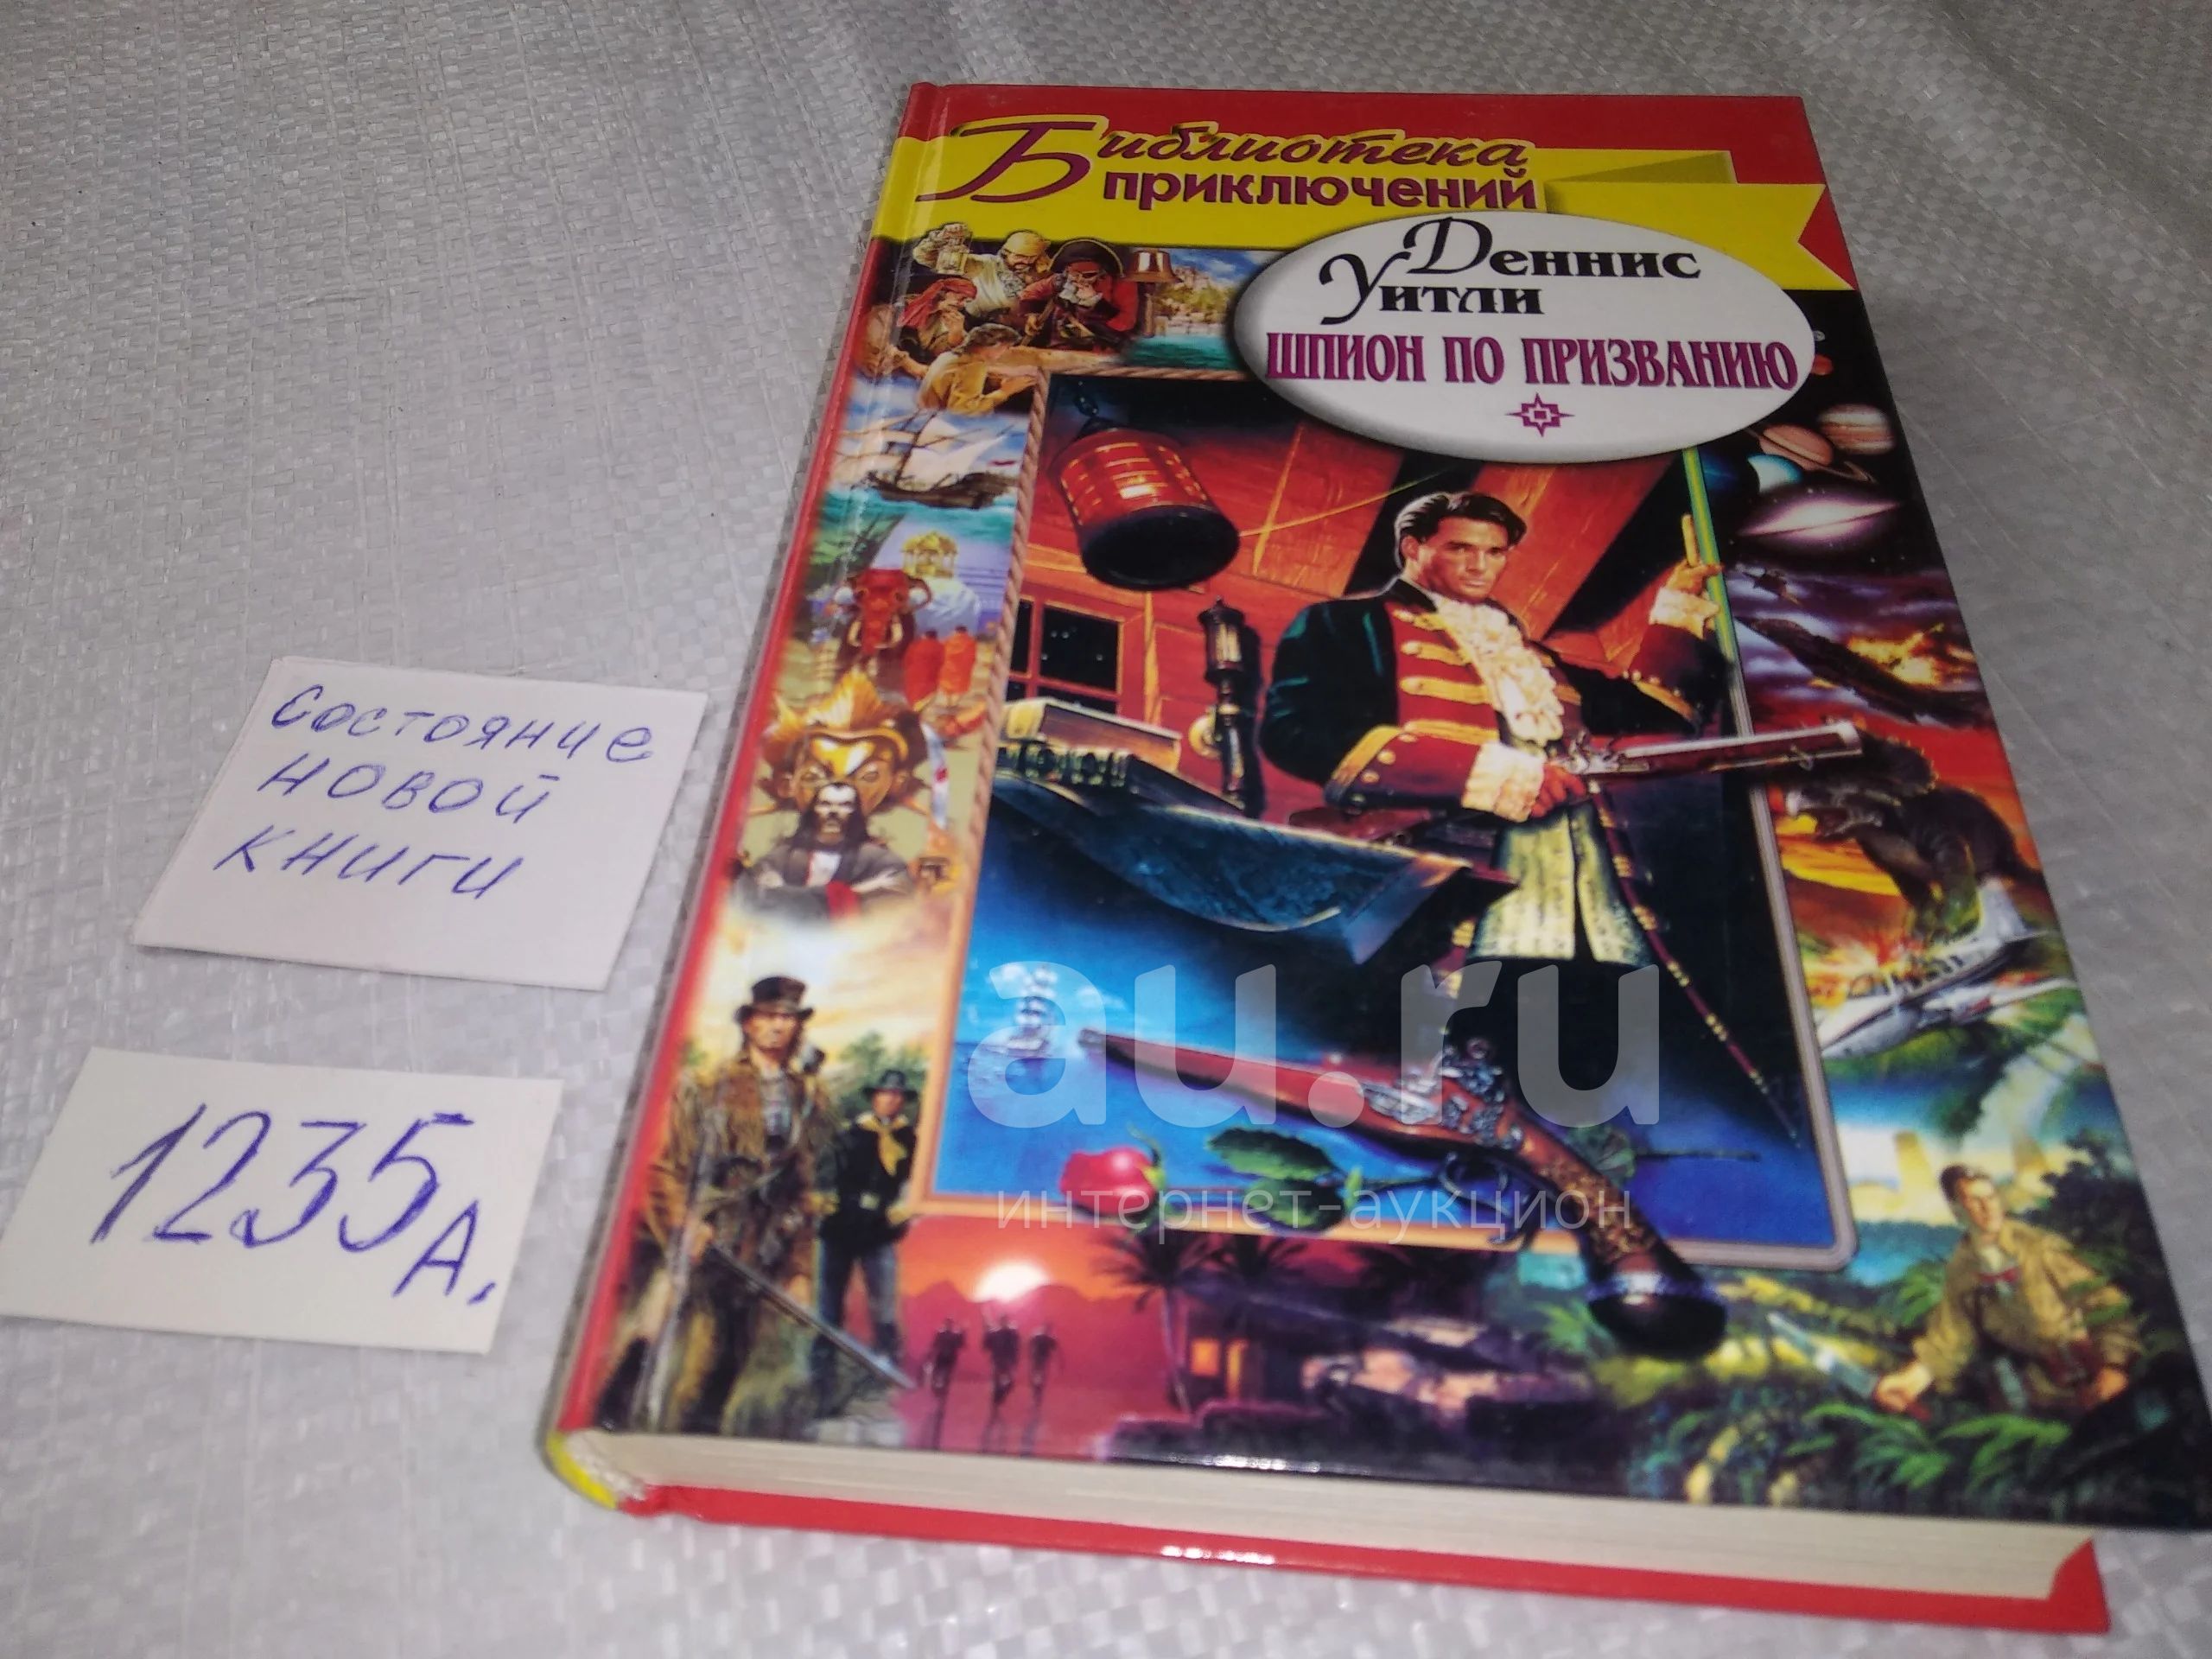 Библиотека
приключений
Деннис
Уитли
ШПИОН ПО ПРИЗВАНИЮ
Состояние
новой
книги
1235А.
au.ru
интернет-аукцион